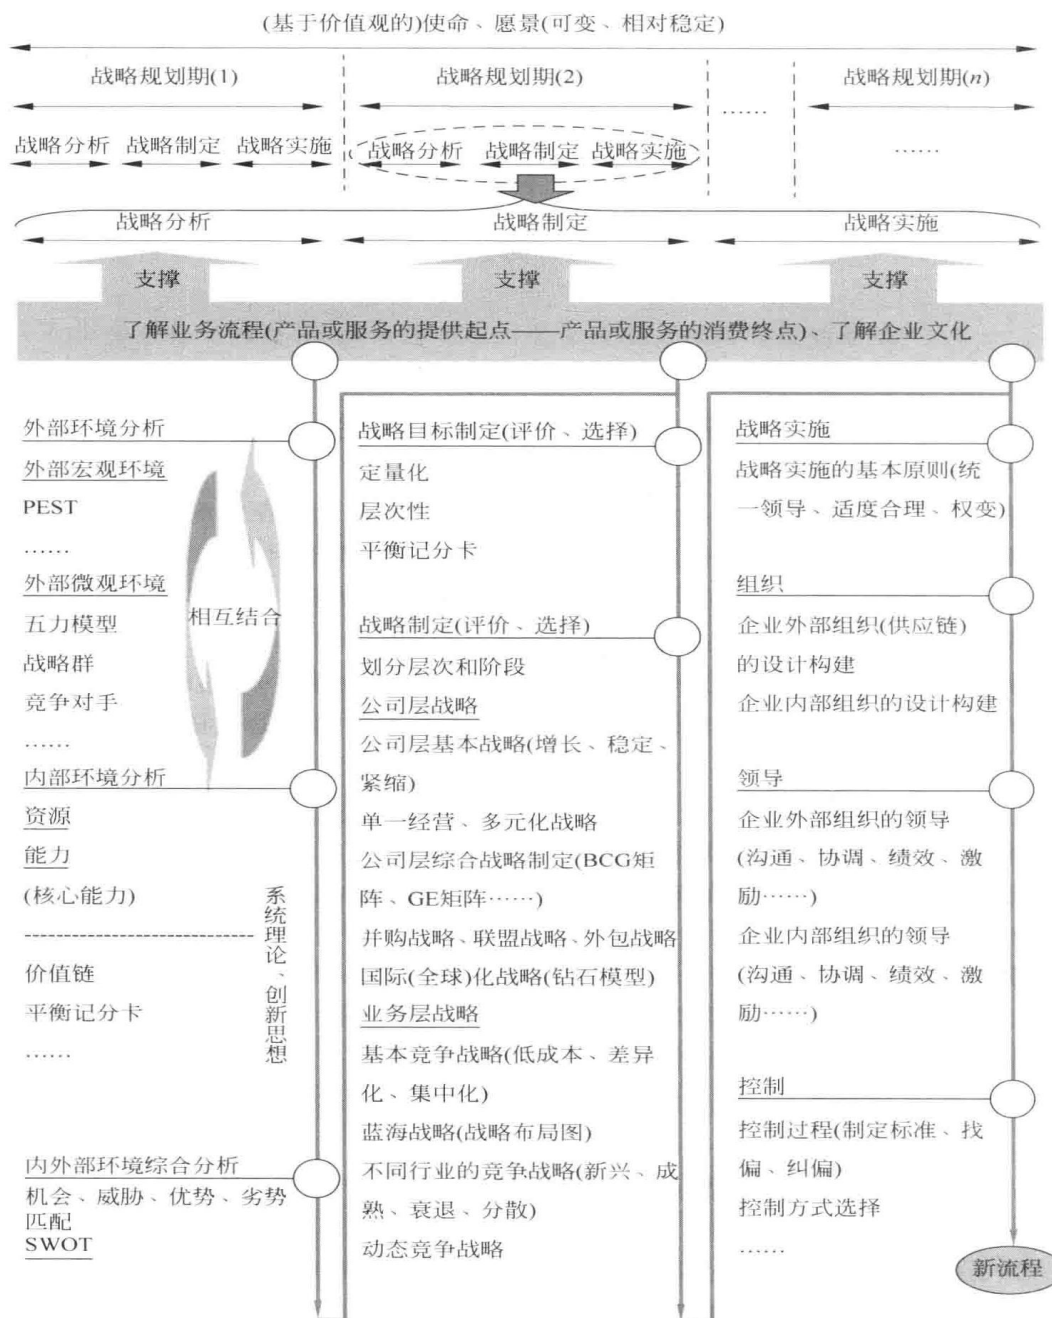 (基于价值观的)使命、愿景(可变、相对稳定)
战略规划期(1)
战略规划期(2)
……
战略规划期(n)
战略分析
战略制定
战略实施
战略分析
战略制定
战略实施
……
战略分析
战略制定
战略实施
支撑
支撑
支撑
了解业务流程(产品或服务的提供起点——产品或服务的消费终点)、了解企业文化
外部环境分析
外部宏观环境
PEST
……
外部微观环境
五力模型
战略群
竞争对手
……
相互结合
内部环境分析
资源
能力
(核心能力)
价值链
平衡记分卡
……
系统理论、创新思想
内外部环境综合分析
机会、威胁、优势、劣势
匹配
SWOT
战略目标制定(评价、选择)
定量化
层次性
平衡记分卡
战略制定(评价、选择)
划分层次和阶段
公司层战略
公司层基本战略(增长、稳定、
紧缩)
单一经营、多元化战略
公司层综合战略制定(BCG矩
阵、GE矩阵……)
并购战略、联盟战略、外包战略
国际(全球)化战略(钻石模型)
业务层战略
基本竞争战略(低成本、差异
化、集中化)
蓝海战略(战略布局图)
不同行业的竞争战略(新兴、成
熟、衰退、分散)
动态竞争战略
战略实施
战略实施的基本原则(统
一领导、适度合理、权变)
组织
企业外部组织(供应链)
的设计构建
企业内部组织的设计构建
领导
企业外部组织的领导
(沟通、协调、绩效、激
励……)
企业内部组织的领导
(沟通、协调、绩效、激
励……)
控制
控制过程(制定标准、找
偏、纠偏)
控制方式选择
……
新流程